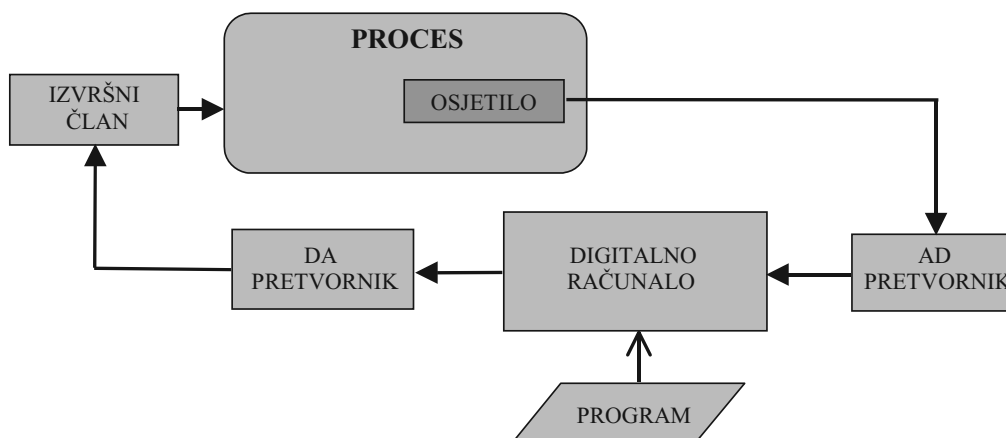 PROCES
OSJETILO
IZVRŠNI
ČLAN
DA
PRETVORNIK
DIGITALNO
RAČUNALO
AD
PRETVORNIK
PROGRAM